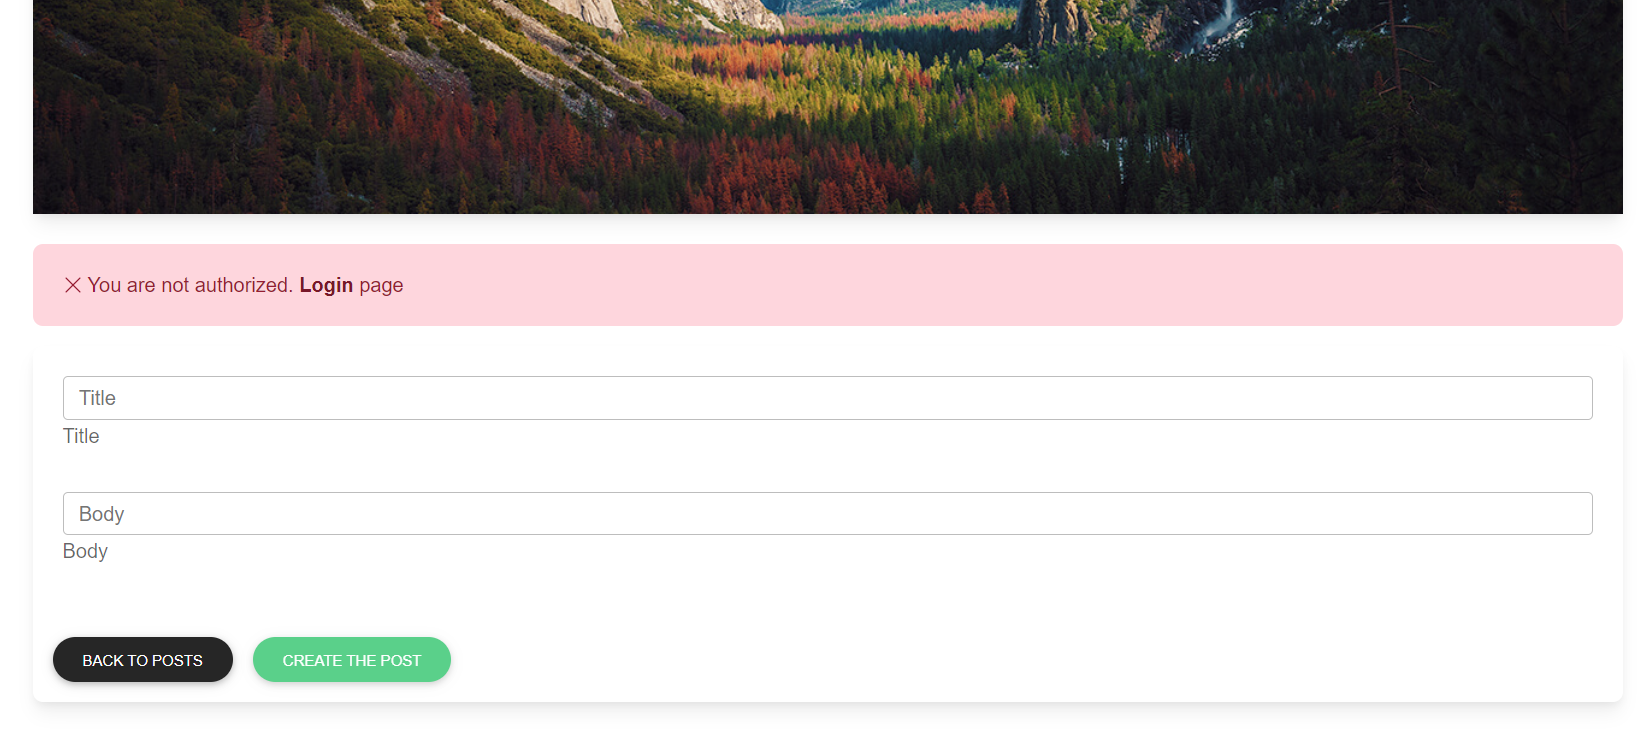 You are not authorized. Login page
Title
Title
Body
Body
BACK TO POSTS
CREATE THE POST